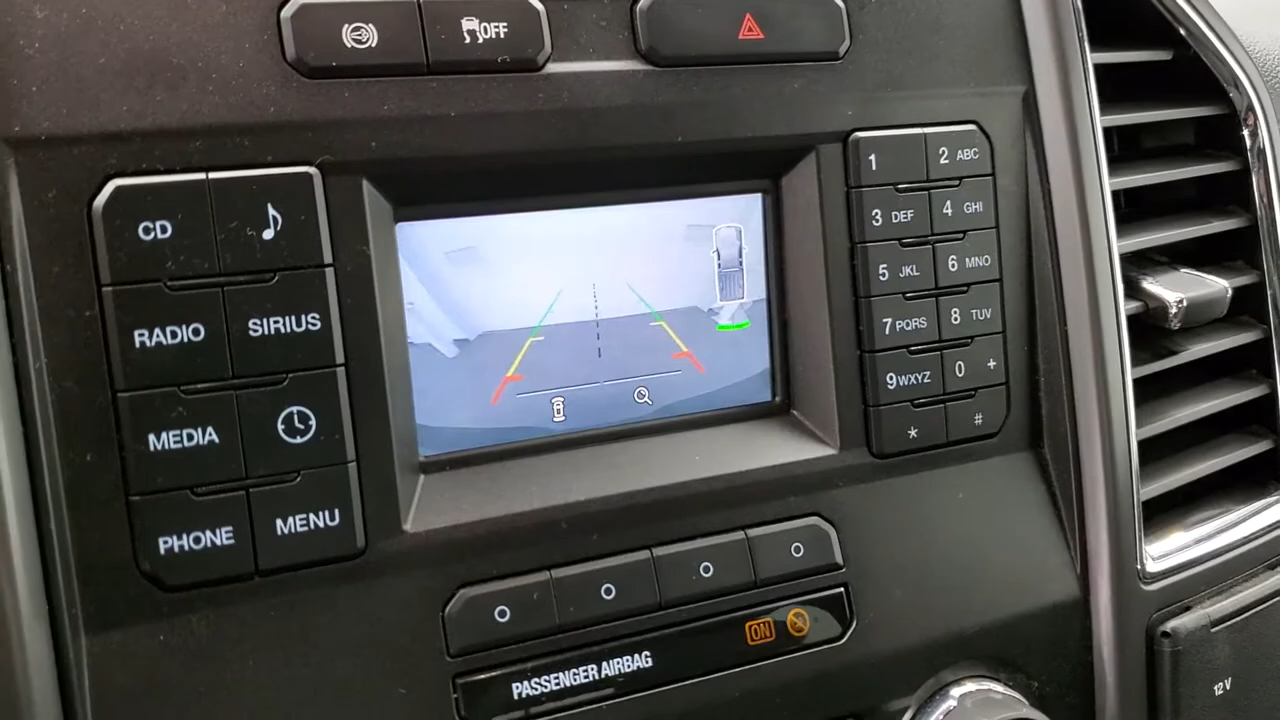 OFF
CD
RADIO
SIRIUS
MEDIA
PHONE
MENU
1
2 ABC
3 DEF
4 GHI
5 JKL
6 MNO
7 PQRS
8 TUV
9 WXYZ
0 +
*
#
PASSENGER AIRBAG
ON
12 V